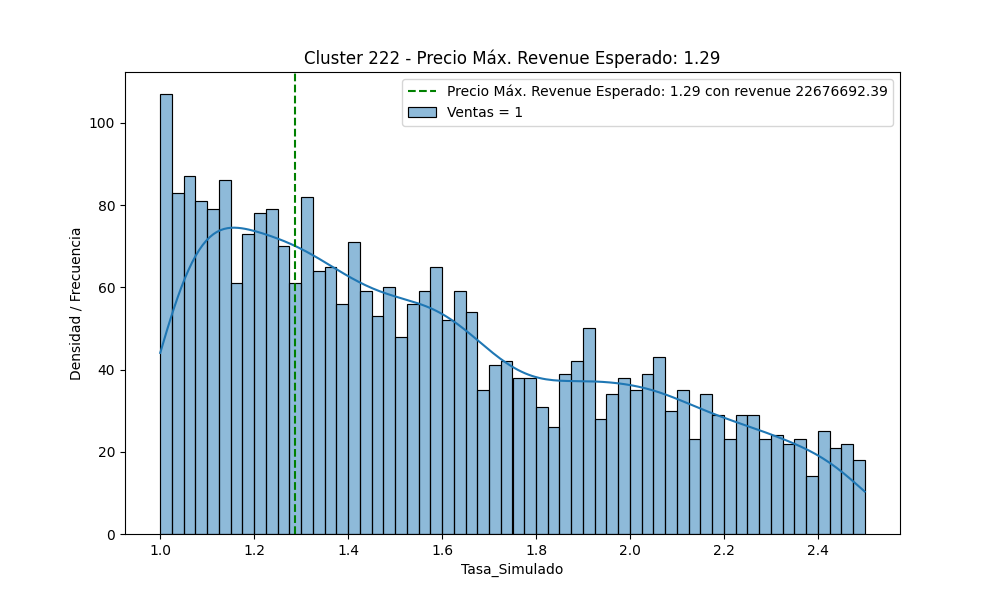 Cluster 222 - Precio Máx. Revenue Esperado: 1.29
Precio Máx. Revenue Esperado: 1.29 con revenue 22676692.39
Ventas = 1
Densidad / Frecuencia
100
80
60
40
20
0
1.0 1.2 1.4 1.6 1.8 2.0 2.2 2.4
Tasa_Simulado